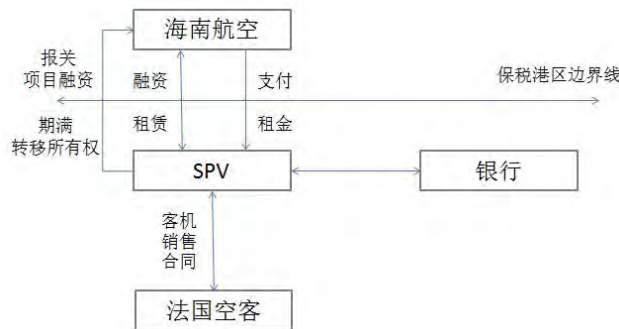 海南航空
报关
项目融资
融资
支付
保税港区边界线
期满
转移所有权
租赁
租金
SPV
银行
客机
销售
合同
法国空客